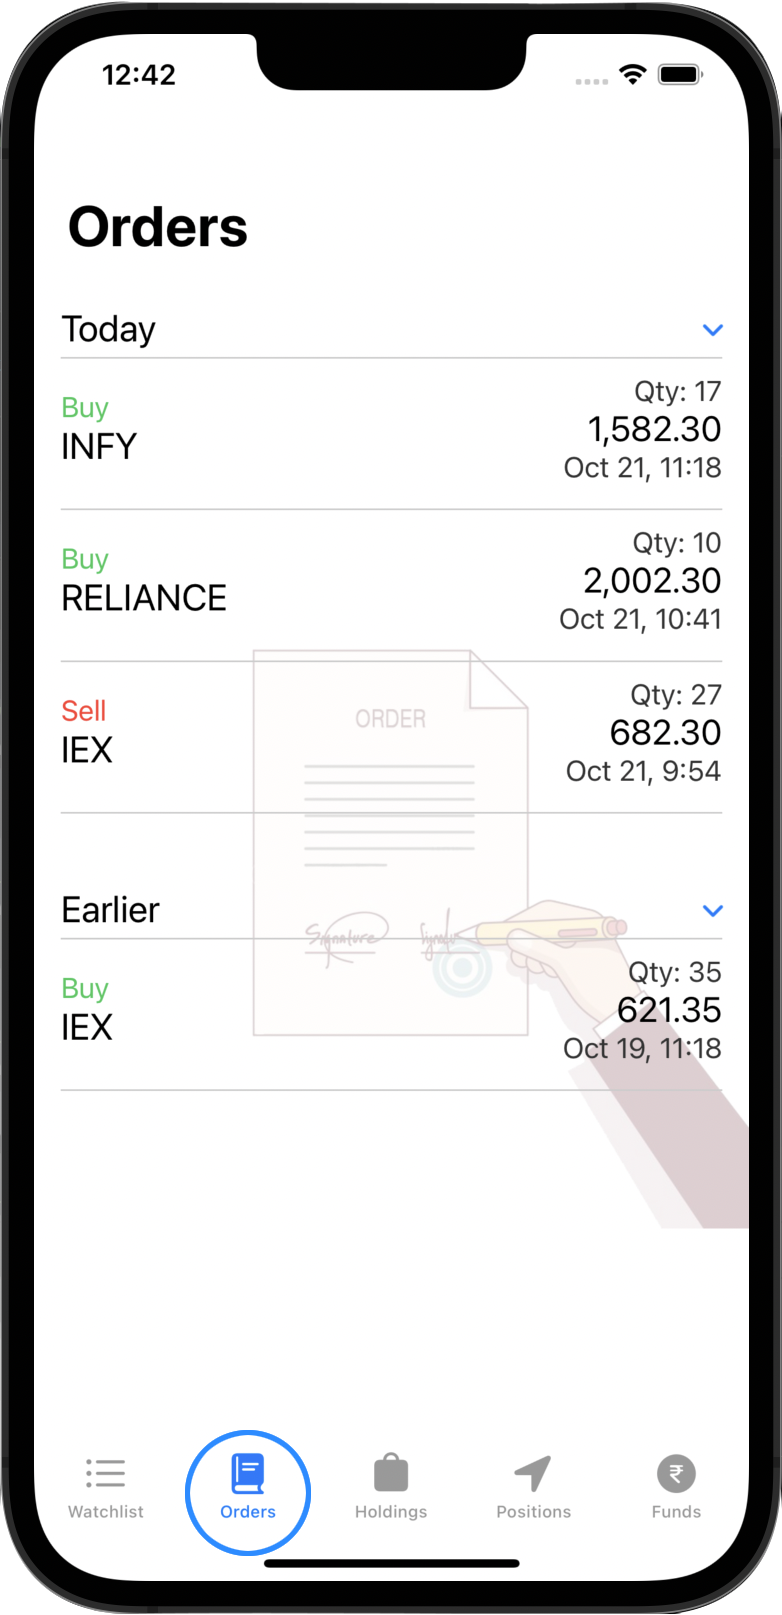 12:42
Orders
Today
Buy
INFY
Qty: 17
1,582.30
Oct 21, 11:18
Buy
RELIANCE
Qty: 10
2,002.30
Oct 21, 10:41
Sell
IEX
Qty: 27
682.30
Oct 21, 9:54
ORDER
Earlier
Signature
Buy
IEX
Qty: 35
621.35
Oct 19, 11:18
Watchlist
Orders
Holdings
Positions
₹
Funds